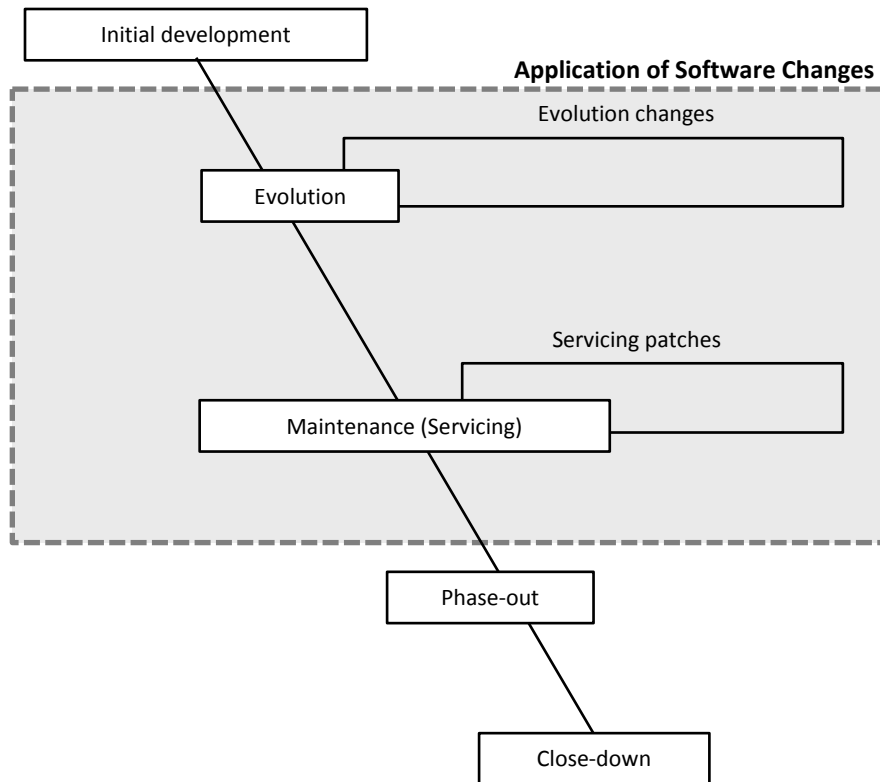 Initial development
Application of Software Changes
Evolution changes
Evolution
Servicing patches
Maintenance (Servicing)
Phase-out
Close-down